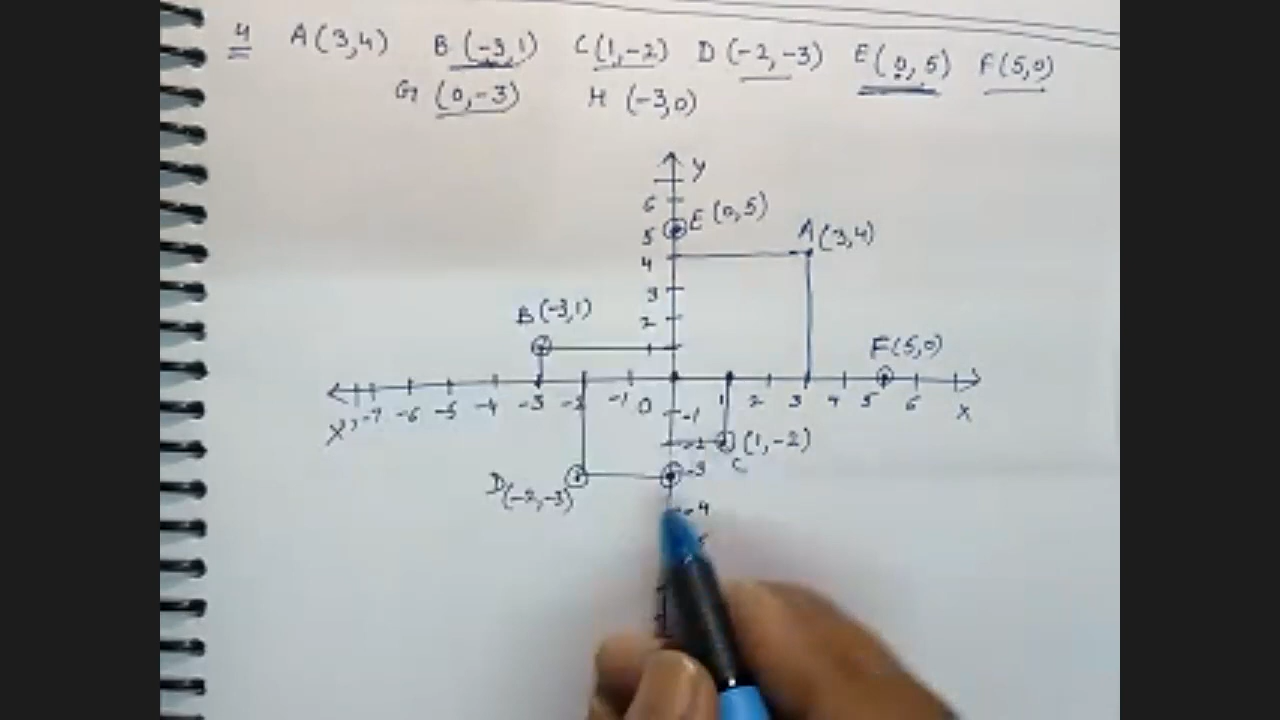 4 A(3,4) B(-3,1) C(1,-2) D(-2,-3) E(0,5) F(5,0)
G(0,-3) H(-3,0)
Y
6
E(0,5)
5
A(3,4)
4
3
B(-3,1)
2
1
F(5,0)
X' -7 -6 -5 -4 -3 -2 -1 0 1 2 3 4 5 6 X
-1
-2 (1,-2)
C
-3
D(-2,-3)
-4